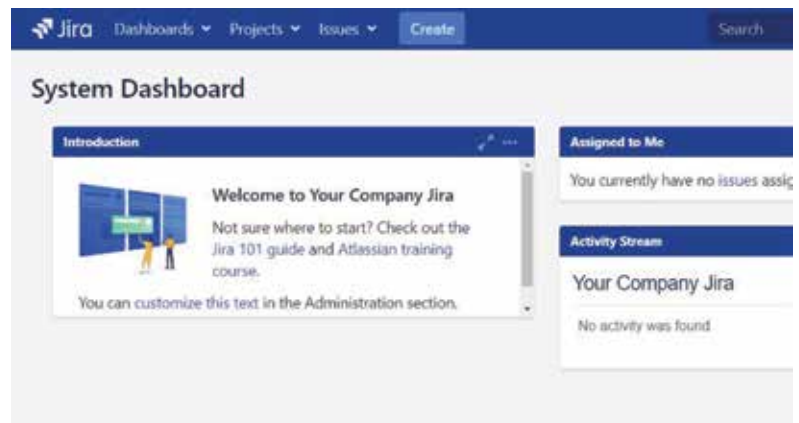 Jira Dashboards Projects Issues Create Search
System Dashboard
Introduction
Welcome to Your Company Jira
Not sure where to start? Check out the
Jira 101 guide and Atlassian training
course.
You can customize this text in the Administration section.
Assigned to Me
You currently have no issues assig
Activity Stream
Your Company Jira
No activity was found